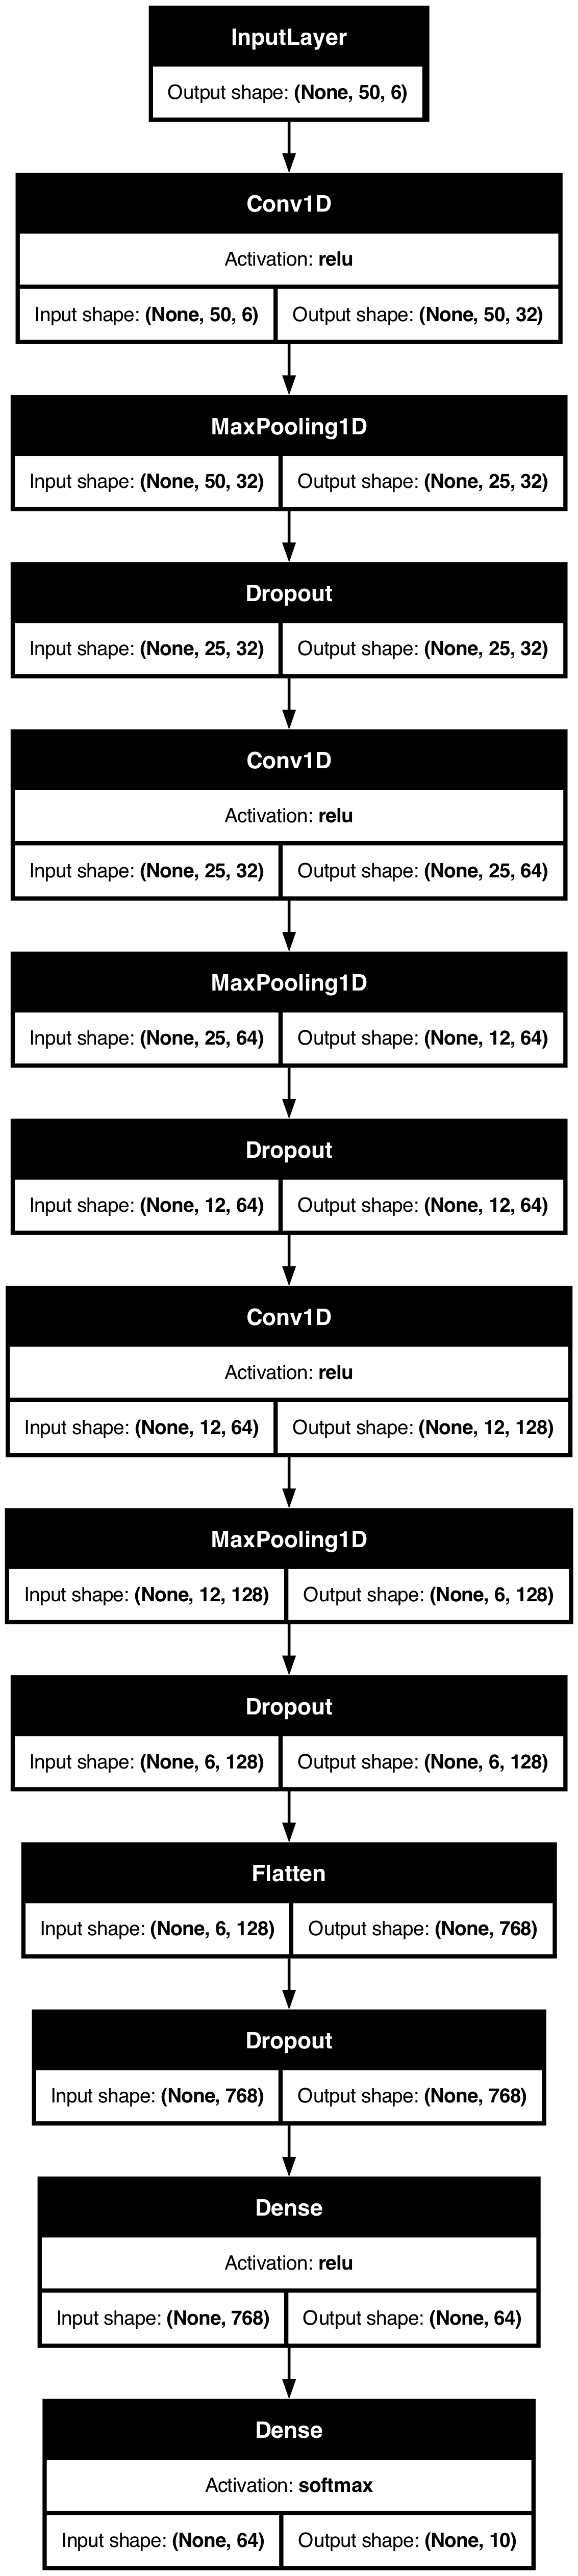 InputLayer
Output shape: (None, 50, 6)
Conv1D
Activation: relu
Input shape: (None, 50, 6) Output shape: (None, 50, 32)
MaxPooling1D
Input shape: (None, 50, 32) Output shape: (None, 25, 32)
Dropout
Input shape: (None, 25, 32) Output shape: (None, 25, 32)
Conv1D
Activation: relu
Input shape: (None, 25, 32) Output shape: (None, 25, 64)
MaxPooling1D
Input shape: (None, 25, 64) Output shape: (None, 12, 64)
Dropout
Input shape: (None, 12, 64) Output shape: (None, 12, 64)
Conv1D
Activation: relu
Input shape: (None, 12, 64) Output shape: (None, 12, 128)
MaxPooling1D
Input shape: (None, 12, 128) Output shape: (None, 6, 128)
Dropout
Input shape: (None, 6, 128) Output shape: (None, 6, 128)
Flatten
Input shape: (None, 6, 128) Output shape: (None, 768)
Dropout
Input shape: (None, 768) Output shape: (None, 768)
Dense
Activation: relu
Input shape: (None, 768) Output shape: (None, 64)
Dense
Activation: softmax
Input shape: (None, 64) Output shape: (None, 10)